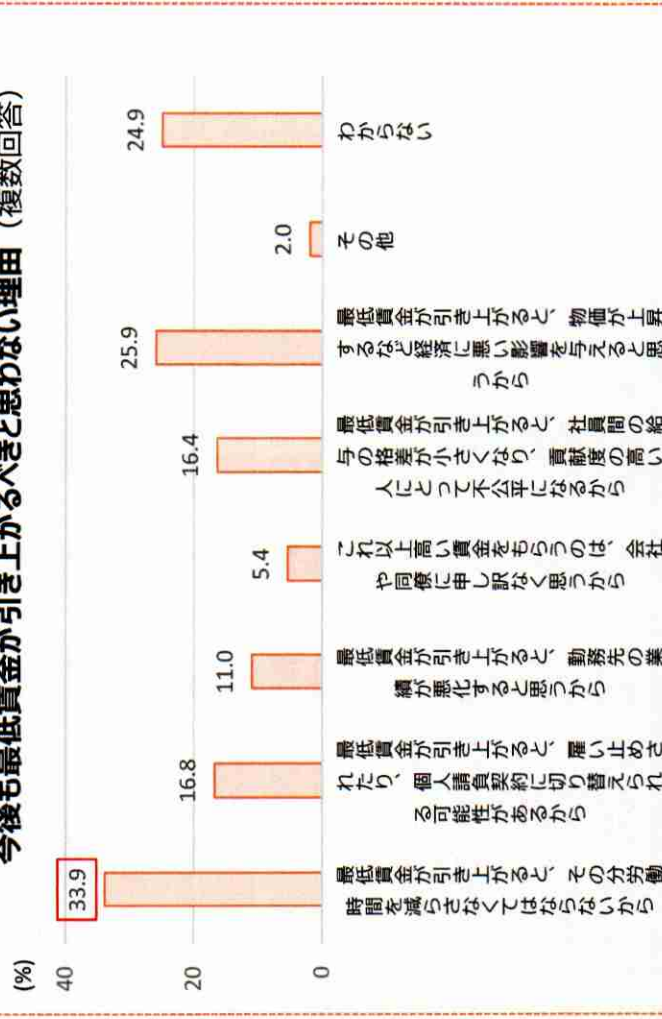 今後も最低賃金が引き上がるべきと思わない理由（複数回答）
(%)
40
20
0
33.9
16.8
11.0
5.4
16.4
25.9
2.0
24.9
最低賃金が引き上がると、その分労働
時間を減らさなくてはならないから
最低賃金が引き上がると、雇い止めさ
れたり、個人請負契約に切り替えられ
る可能性があるから
最低賃金が引き上がると、勤務先の業
績が悪化すると思うから
これ以上高い賃金をもらうのは、会社
や同僚に申し訳なく思うから
最低賃金が引き上がると、社員間の給
与の格差が小さくなり、貢献度の高い
人にとって不公平になるから
最低賃金が引き上がると、物価が上昇
するなど経済に悪い影響を与えると思
うから
その他
わからない